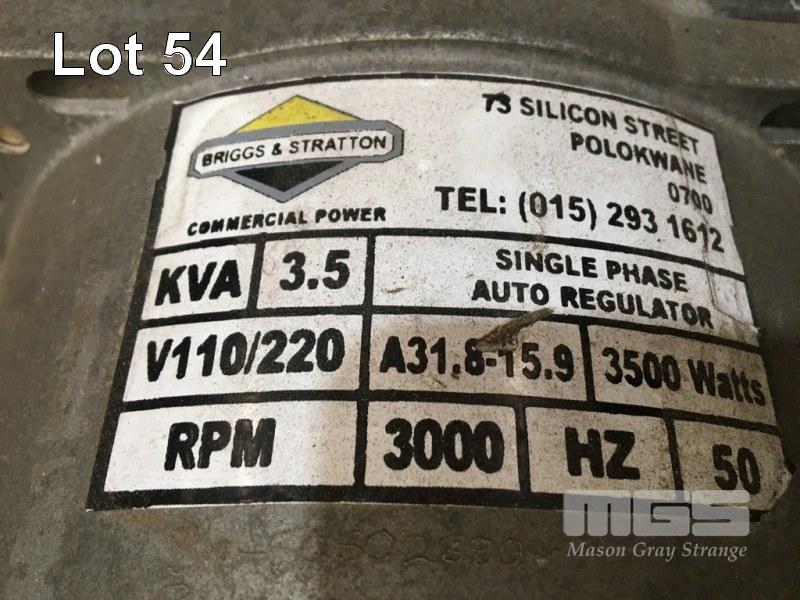 Lot 54
73 SILICON STREET
POLOKWANE
0700
TEL: (015) 293 1612
BRIGGS & STRATTON
COMMERCIAL POWER
KVA 3.5
SINGLE PHASE
AUTO REGULATOR
V110/220 A31.8-15.9 3500 Watts
RPM 3000 HZ 50
MGS
Mason Gray Strange